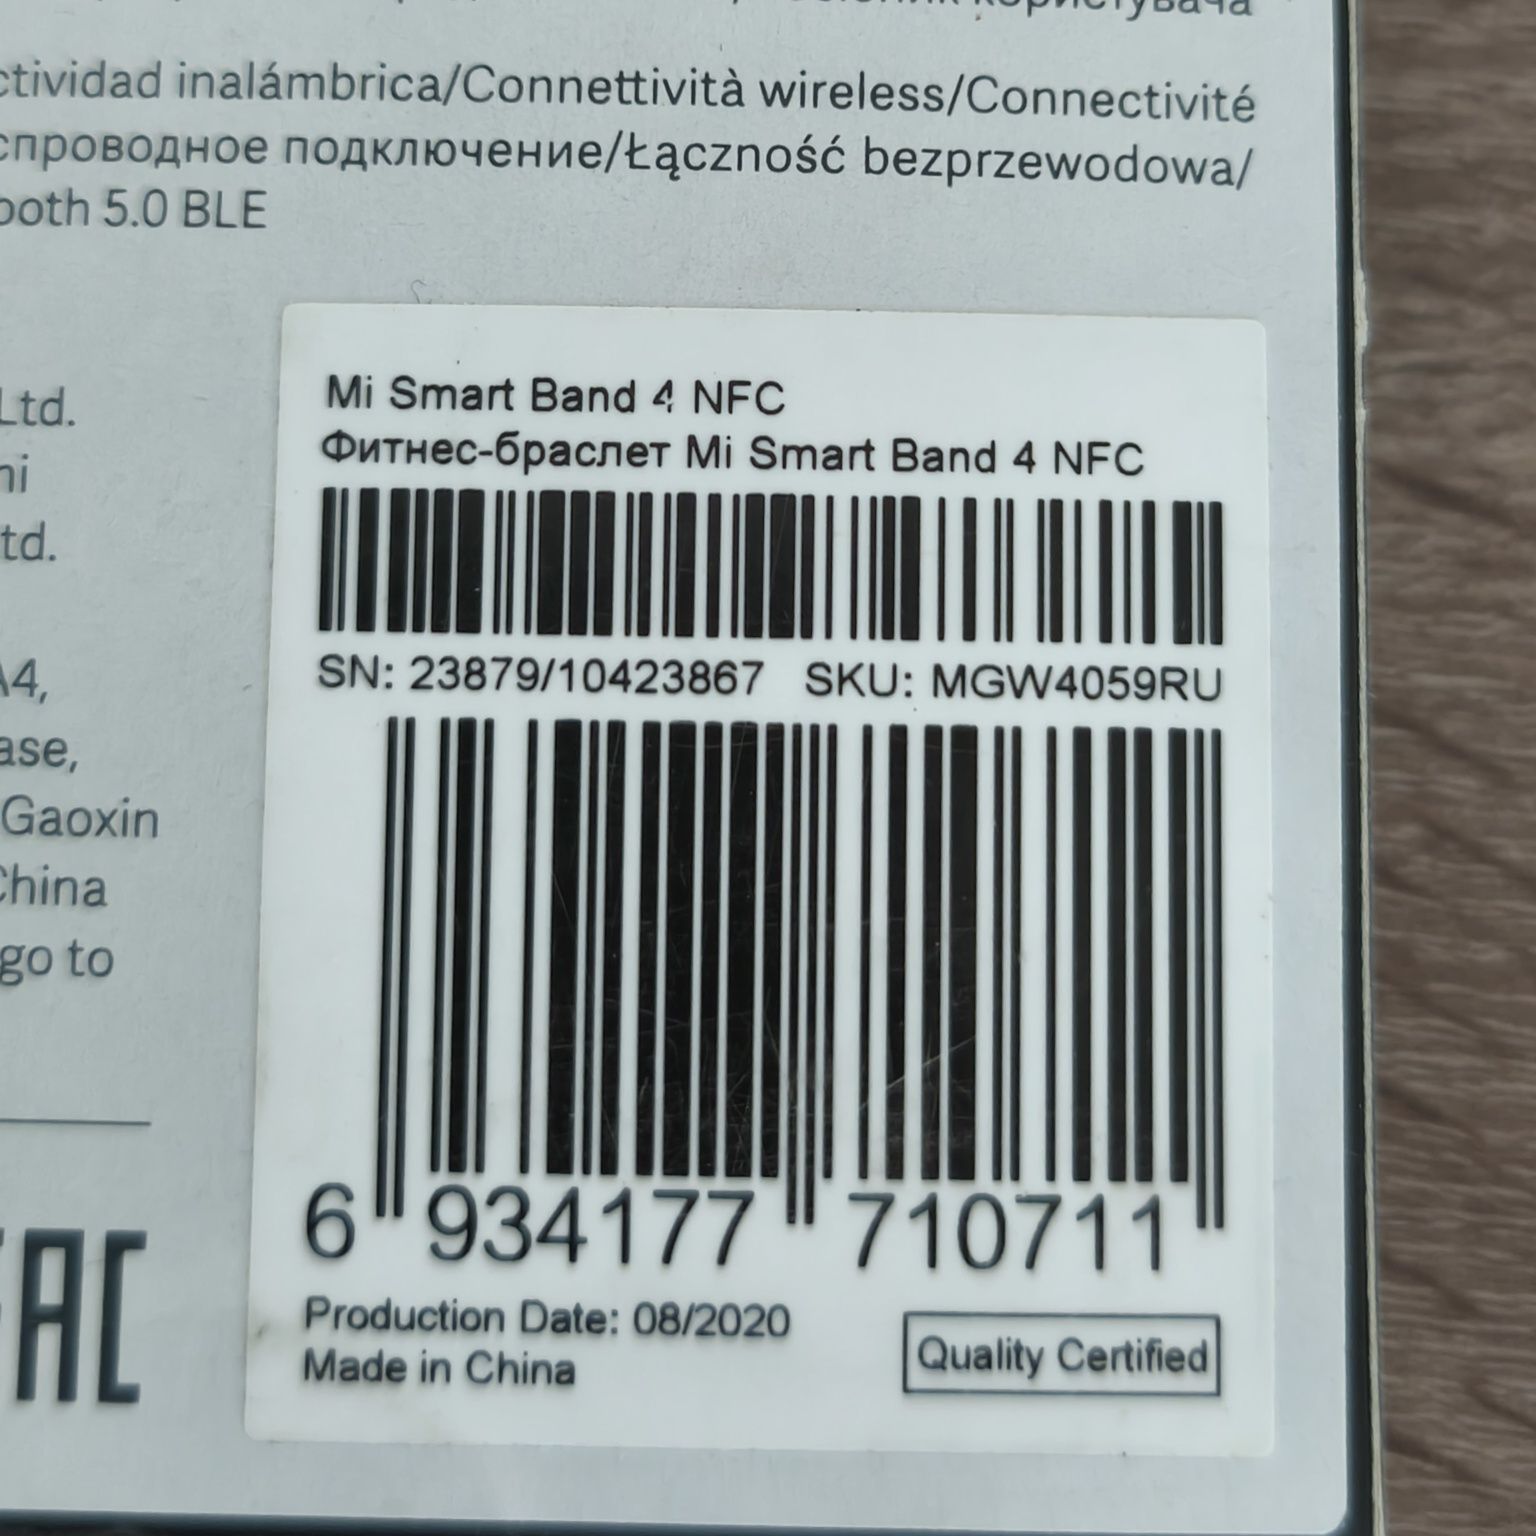 користувача
ctividad inalámbrica/Connettività wireless/Connectivité
спроводное подключение/Łączność bezprzewodowa/
ooth 5.0 BLE
Ltd.
ni
td.
A4,
ase,
Gaoxin
China
go to
EAC
Mi Smart Band 4 NFC
Фитнес-браслет Mi Smart Band 4 NFC
SN: 23879/10423867 SKU: MGW4059RU
6 934177 710711
Production Date: 08/2020
Made in China
Quality Certified